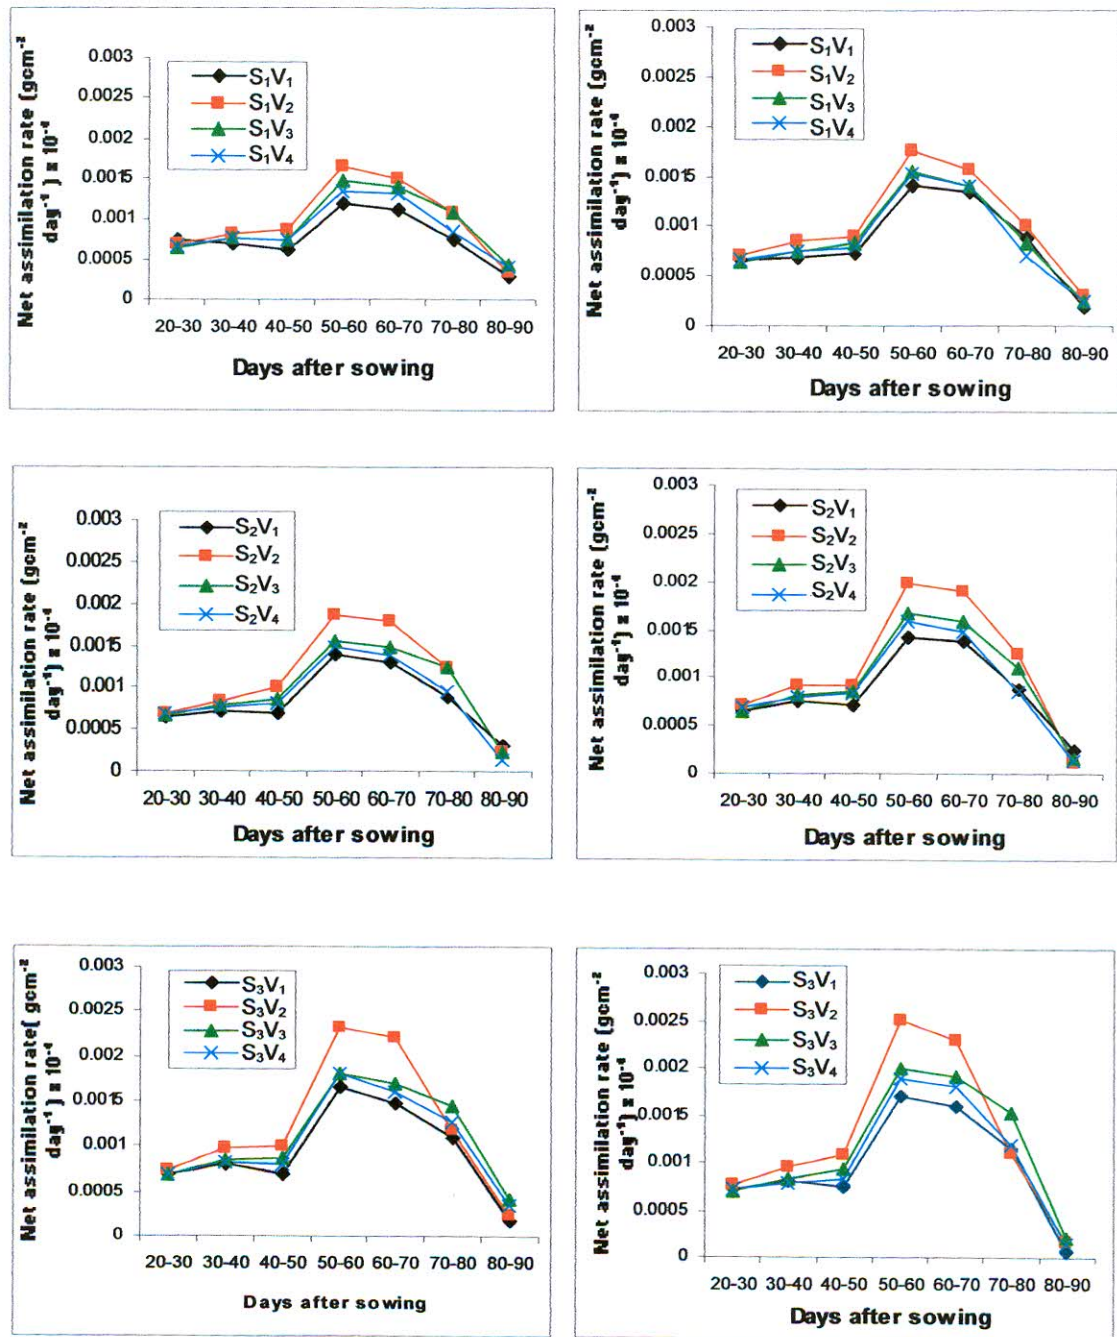 Net assimilation rate (gcm⁻²
day⁻¹) x 10⁻⁴
0.003
0.0025
0.002
0.0015
0.001
0.0005
0
S₁V₁
S₁V₂
S₁V₃
S₁V₄
20-30 30-40 40-50 50-60 60-70 70-80 80-90
Days after sowing
Net assimilation rate (gcm⁻²
day⁻¹) x 10⁻⁴
0.003
0.0025
0.002
0.0015
0.001
0.0005
0
S₁V₁
S₁V₂
S₁V₃
S₁V₄
20-30 30-40 40-50 50-60 60-70 70-80 80-90
Days after sowing
Net assimilation rate (gcm⁻²
day⁻¹) x 10⁻⁴
0.003
0.0025
0.002
0.0015
0.001
0.0005
0
S₂V₁
S₂V₂
S₂V₃
S₂V₄
20-30 30-40 40-50 50-60 60-70 70-80 80-90
Days after sowing
Net assimilation rate (gcm⁻²
day⁻¹) x 10⁻⁴
0.003
0.0025
0.002
0.0015
0.001
0.0005
0
S₂V₁
S₂V₂
S₂V₃
S₂V₄
20-30 30-40 40-50 50-60 60-70 70-80 80-90
Days after sowing
Net assimilation rate( gcm⁻²
day⁻¹) x 10⁻⁴
0.003
0.0025
0.002
0.0015
0.001
0.0005
0
S₃V₁
S₃V₂
S₃V₃
S₃V₄
20-30 30-40 40-50 50-60 60-70 70-80 80-90
Days after sowing
Net assimilation rate (gcm⁻²
day⁻¹) x 10⁻⁴
0.003
0.0025
0.002
0.0015
0.001
0.0005
0
S₃V₁
S₃V₂
S₃V₃
S₃V₄
20-30 30-40 40-50 50-60 60-70 70-80 80-90
Days after sowing